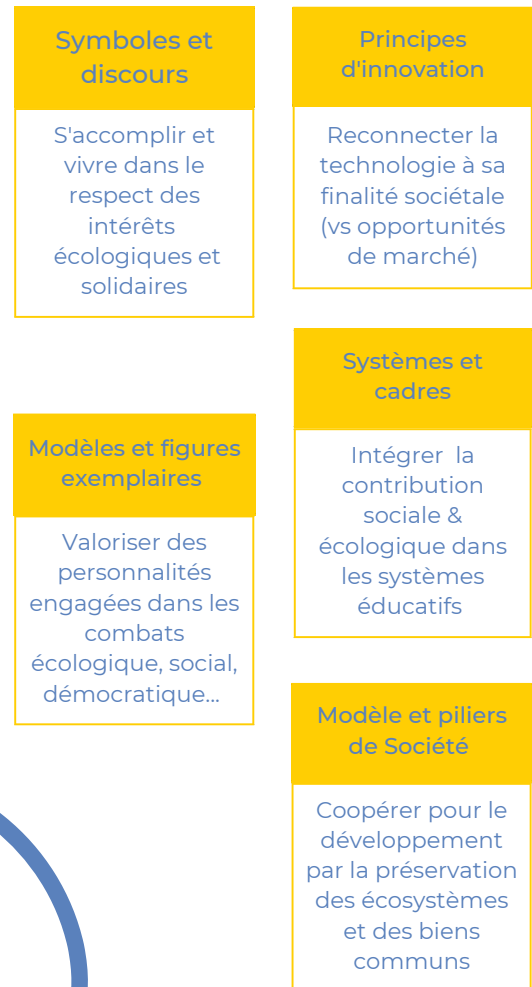 Symboles et
discours
S'accomplir et
vivre dans le
respect des
intérêts
écologiques et
solidaires
Modèles et figures
exemplaires
Valoriser des
personnalités
engagées dans les
combats
écologique, social,
démocratique...
Principes
d'innovation
Reconnecter la
technologie à sa
finalité sociétale
(vs opportunités
de marché)
Systèmes et
cadres
Intégrer la
contribution
sociale &
écologique dans
les systèmes
éducatifs
Modèle et piliers
de Société
Coopérer pour le
développement
par la préservation
des écosystèmes
et des biens
communs